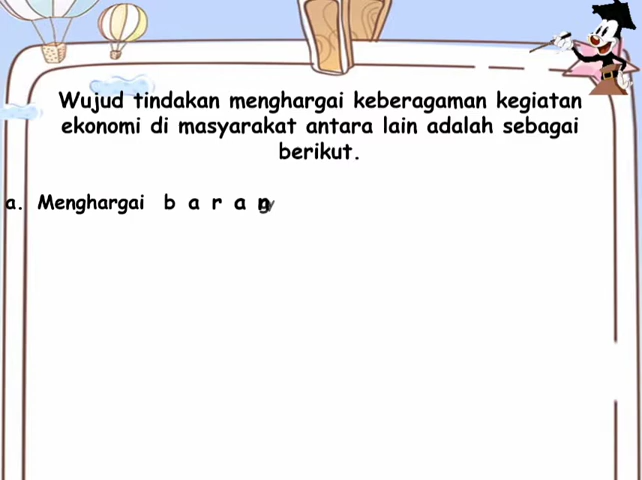 Wujud tindakan menghargai keberagaman kegiatan
ekonomi di masyarakat antara lain adalah sebagai
berikut.
a. Menghargai b a r a n